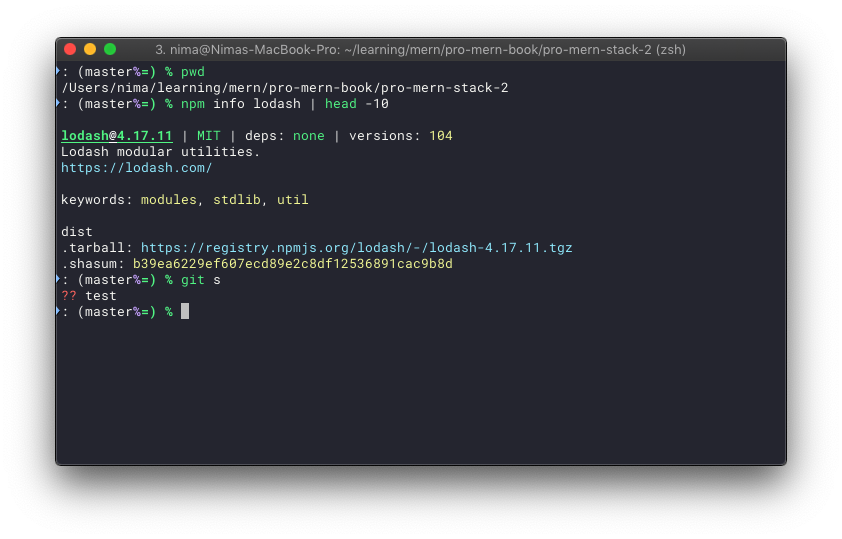 3. nima@Nimas-MacBook-Pro: ~/learning/mern/pro-mern-book/pro-mern-stack-2 (zsh)
: (master%=) % pwd
/Users/nima/learning/mern/pro-mern-book/pro-mern-stack-2
: (master%=) % npm info lodash | head -10
lodash@4.17.11 | MIT | deps: none | versions: 104
Lodash modular utilities.
https://lodash.com/
keywords: modules, stdlib, util
dist
.tarball: https://registry.npmjs.org/lodash/-/lodash-4.17.11.tgz
.shasum: b39ea6229ef607ecd89e2c8df12536891cac9b8d
: (master%=) % git s
?? test
: (master%=) %